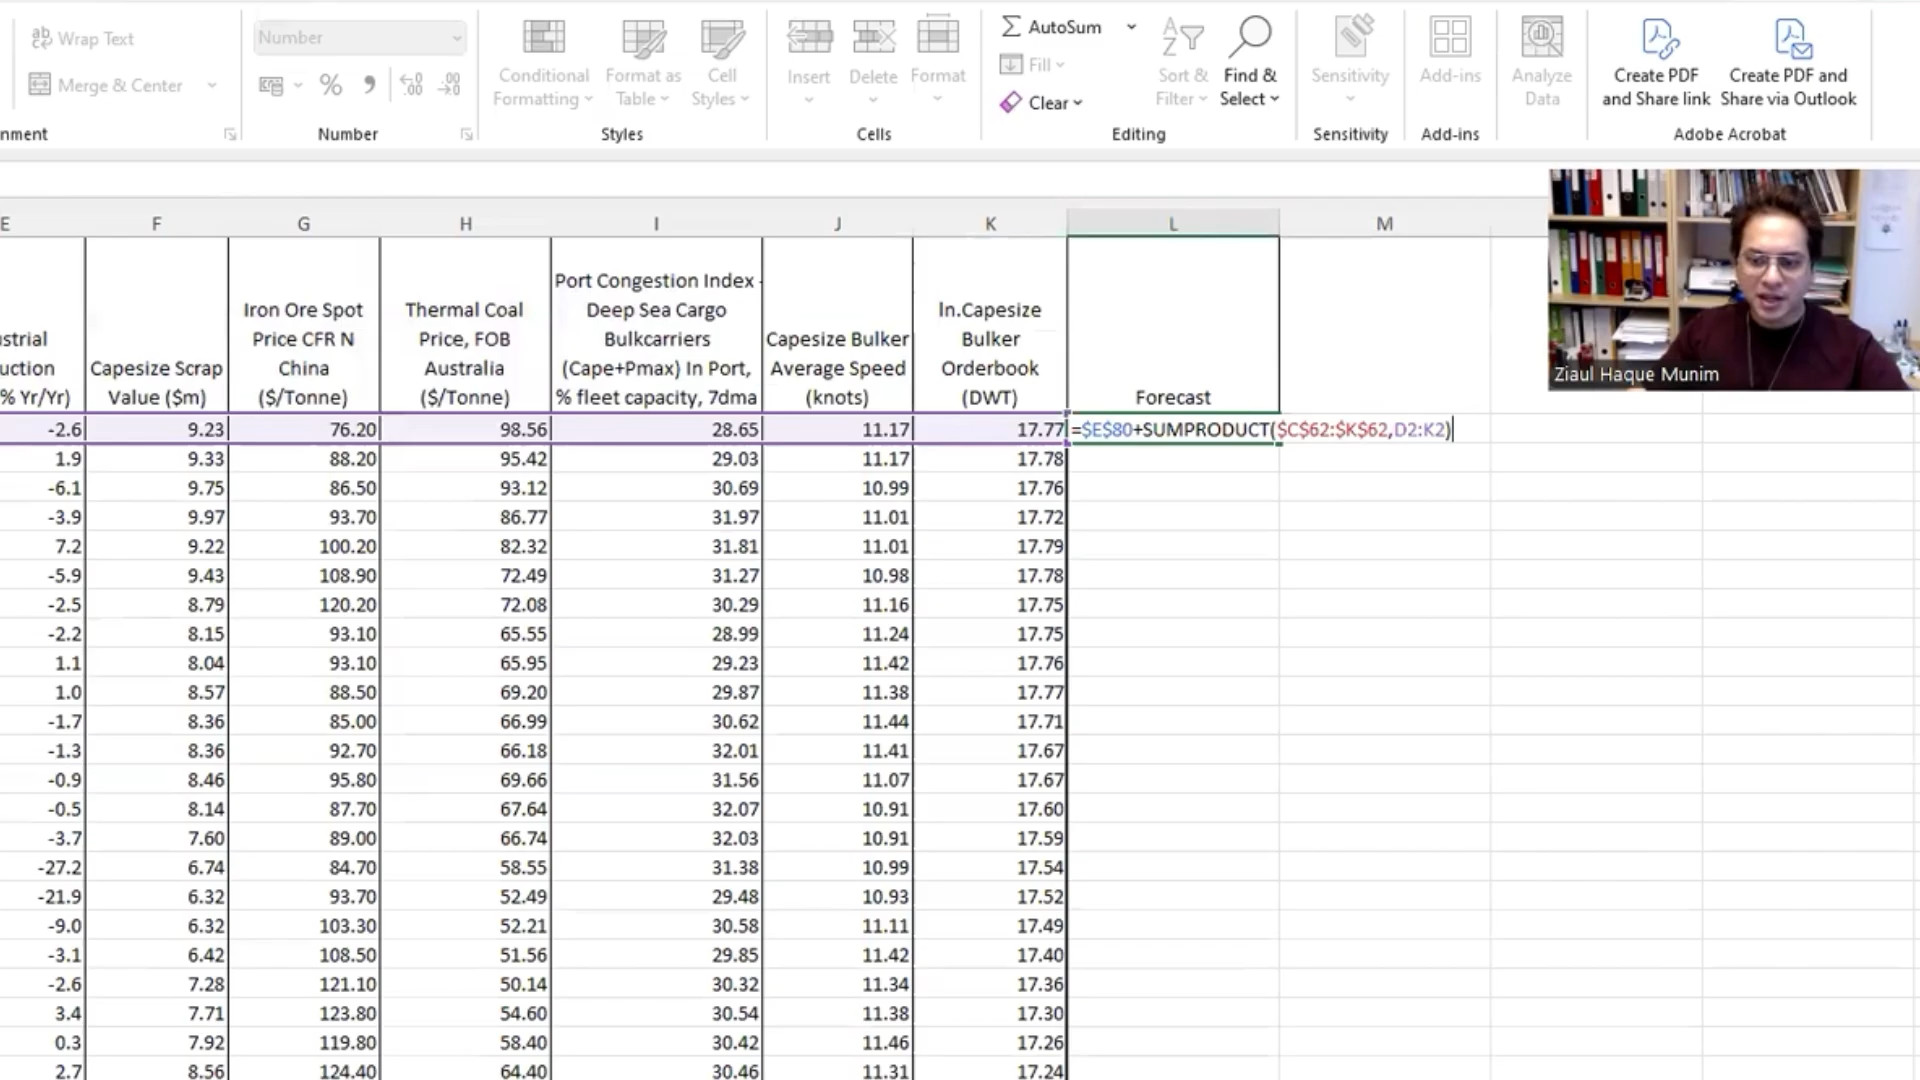 Wrap Text
Number
AutoSum
Fill
Merge & Center
%
Conditional
Formatting
Format as
Table
Cell
Styles
Insert
Delete
Format
Clear
Sort &
Filter
Find &
Select
Sensitivity
Add-ins
Analyze
Data
Create PDF
and Share link
Create PDF and
Share via Outlook
nment
Number
Styles
Cells
Editing
Sensitivity
Add-ins
Adobe Acrobat
E F G H I J K L M
strial
uction
% Yr/Yr)
Capesize Scrap
Value ($m)
Iron Ore Spot
Price CFR N
China
($/Tonne)
Thermal Coal
Price, FOB
Australia
($/Tonne)
Port Congestion Index -
Deep Sea Cargo
Bulkcarriers
(Cape+Pmax) In Port,
% fleet capacity, 7dma
Capesize Bulker
Average Speed
(knots)
ln.Capesize
Bulker
Orderbook
(DWT)
Forecast
Ziaul Haque Munim
-2.6 9.23 76.20 98.56 28.65 11.17 17.77 =$E$80+SUMPRODUCT($C$62:$K$62,D2:K2)
1.9 9.33 88.20 95.42 29.03 11.17 17.78
-6.1 9.75 86.50 93.12 30.69 10.99 17.76
-3.9 9.97 93.70 86.77 31.97 11.01 17.72
7.2 9.22 100.20 82.32 31.81 11.01 17.79
-5.9 9.43 108.90 72.49 31.27 10.98 17.78
-2.5 8.79 120.20 72.08 30.29 11.16 17.75
-2.2 8.15 93.10 65.55 28.99 11.24 17.75
1.1 8.04 93.10 65.95 29.23 11.42 17.76
1.0 8.57 88.50 69.20 29.87 11.38 17.77
-1.7 8.36 85.00 66.99 30.62 11.44 17.71
-1.3 8.36 92.70 66.18 32.01 11.41 17.67
-0.9 8.46 95.80 69.66 31.56 11.07 17.67
-0.5 8.14 87.70 67.64 32.07 10.91 17.60
-3.7 7.60 89.00 66.74 32.03 10.91 17.59
-27.2 6.74 84.70 58.55 31.38 10.99 17.54
-21.9 6.32 93.70 52.49 29.48 10.93 17.52
-9.0 6.32 103.30 52.21 30.58 11.11 17.49
-3.1 6.42 108.50 51.56 29.85 11.42 17.40
-2.6 7.28 121.10 50.14 30.32 11.34 17.36
3.4 7.71 123.80 54.60 30.54 11.38 17.30
0.3 7.92 119.80 58.40 30.42 11.46 17.26
2.7 8.56 124.40 64.40 30.46 11.31 17.24